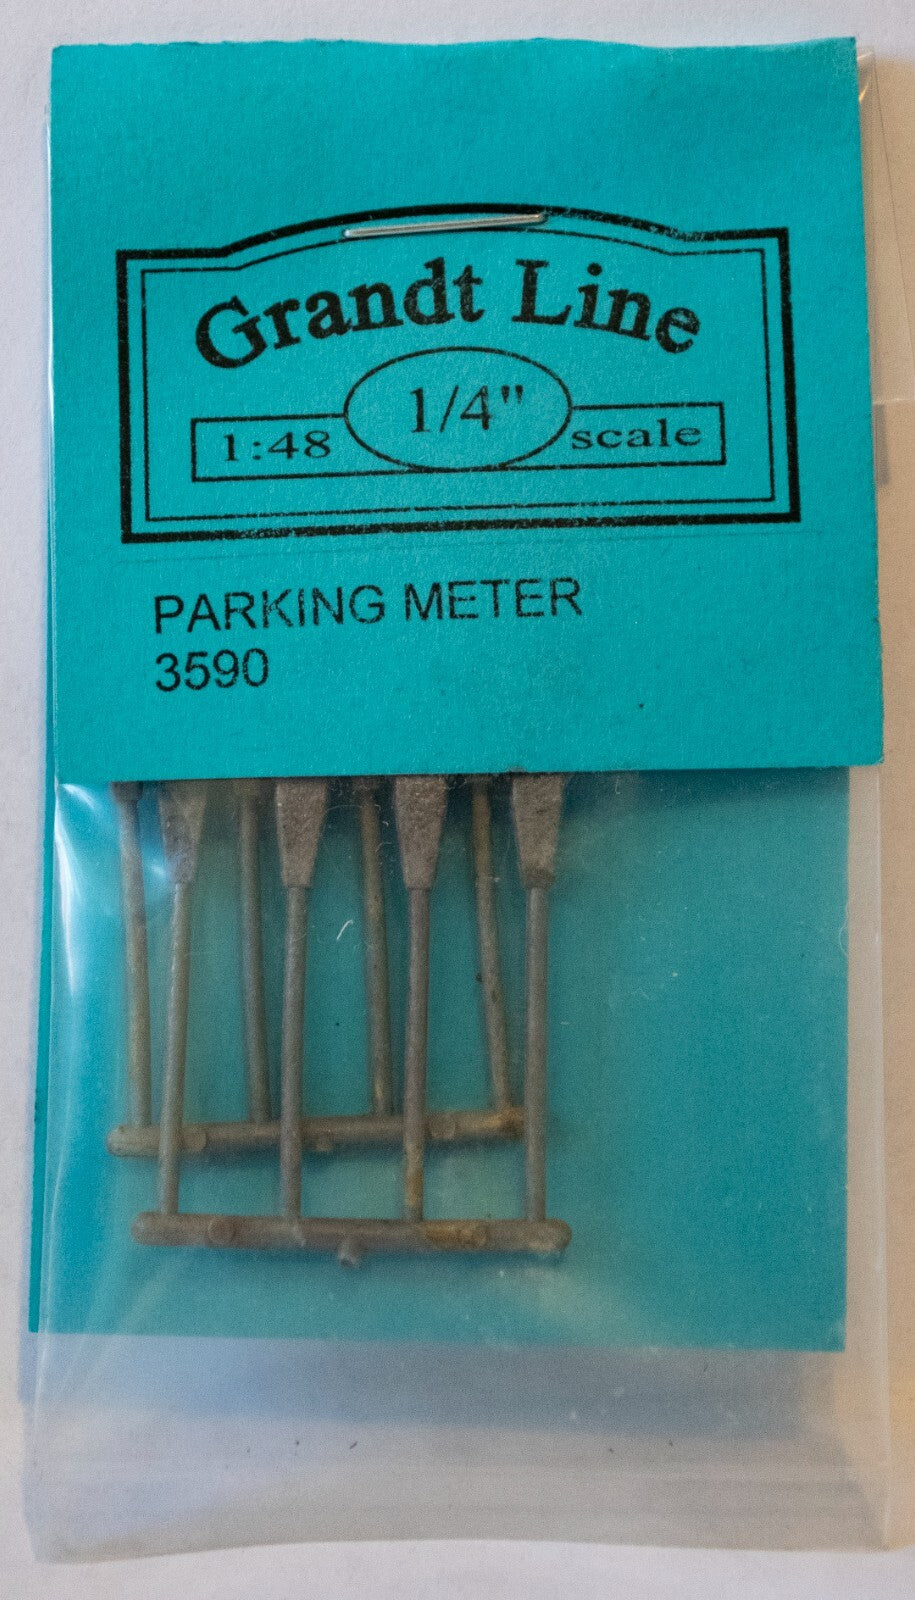 Grandt Line
1:48 1/4" scale
PARKING METER
3590